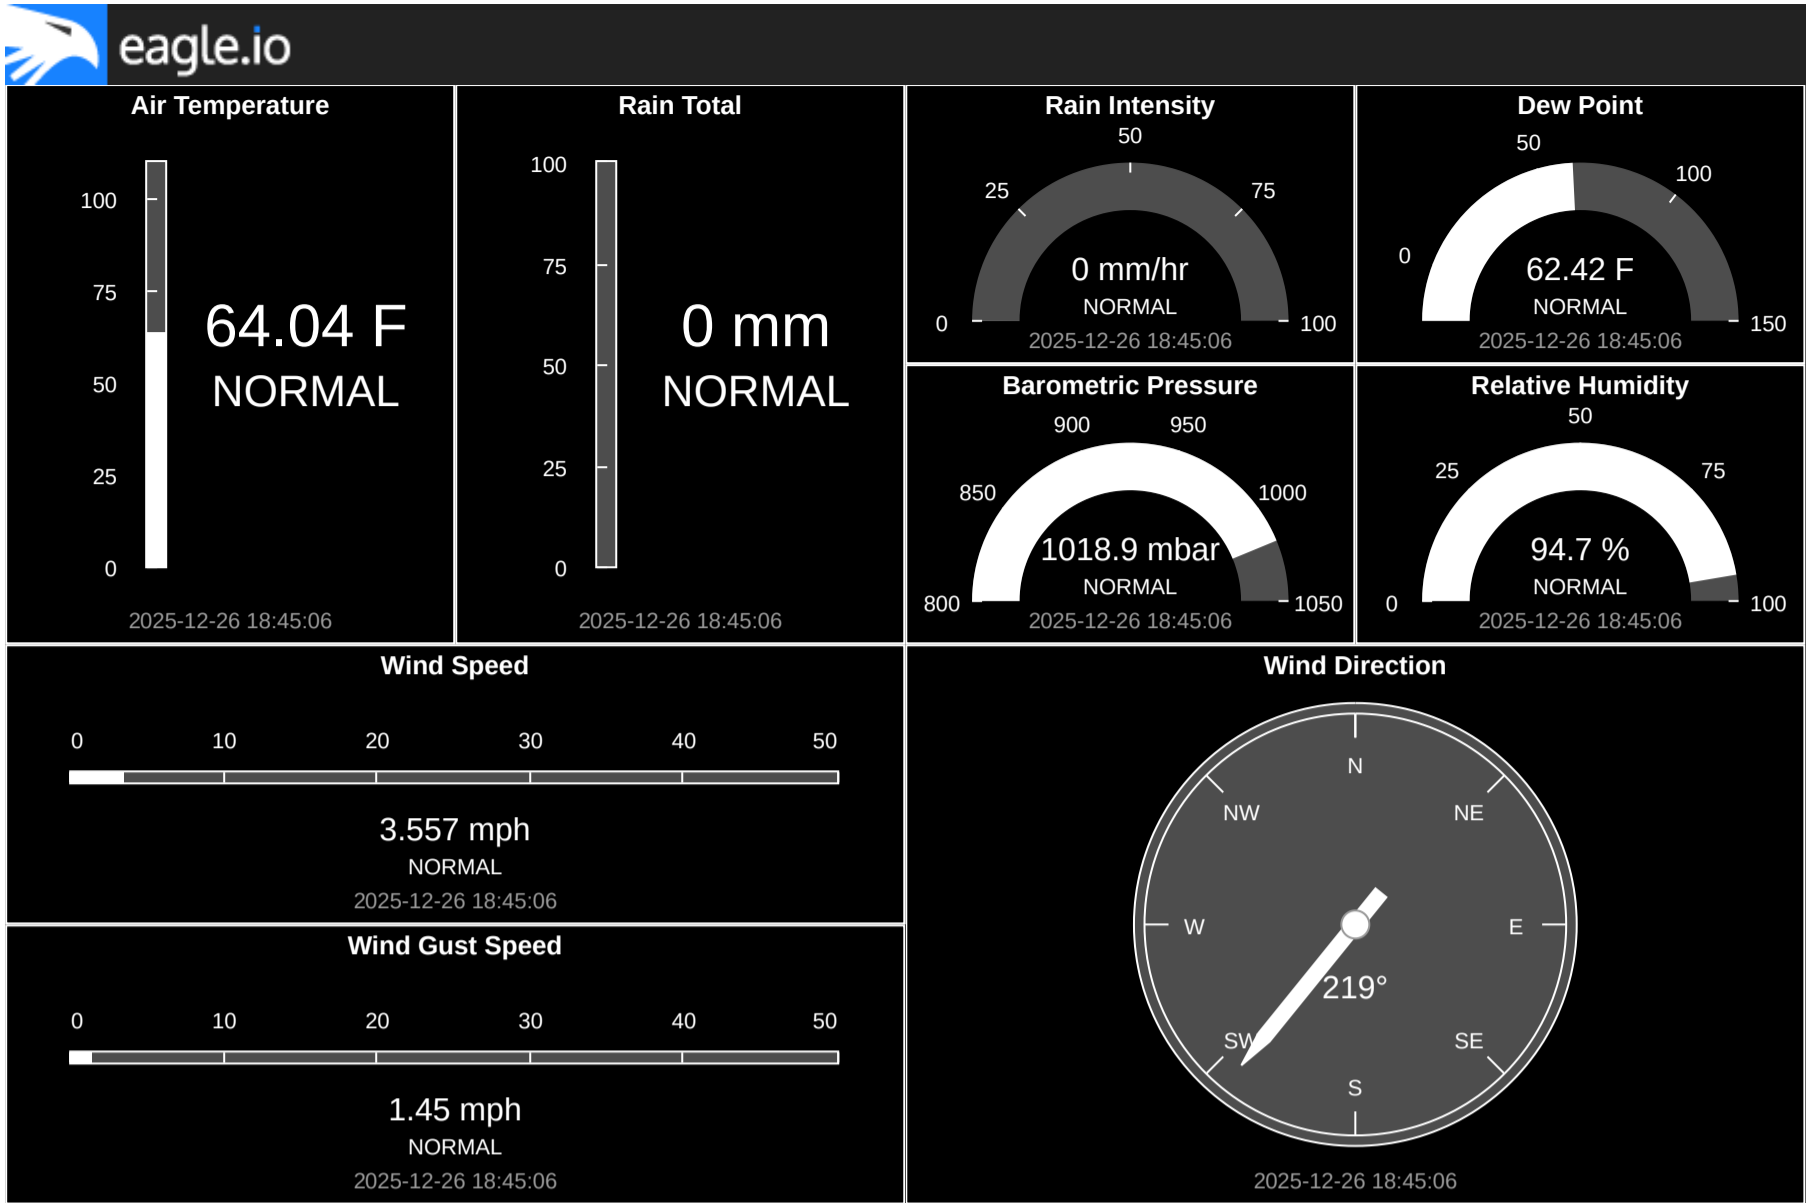 eagle.io
Air Temperature
100
75
50
25
0
64.04 F
NORMAL
2025-12-26 18:45:06
Rain Total
100
75
50
25
0
0 mm
NORMAL
2025-12-26 18:45:06
Rain Intensity
0
25
50
75
100
0 mm/hr
NORMAL
2025-12-26 18:45:06
Dew Point
0
50
100
150
62.42 F
NORMAL
2025-12-26 18:45:06
Barometric Pressure
800
850
900
950
1000
1050
1018.9 mbar
NORMAL
2025-12-26 18:45:06
Relative Humidity
0
25
50
75
100
94.7 %
NORMAL
2025-12-26 18:45:06
Wind Speed
0 10 20 30 40 50
3.557 mph
NORMAL
2025-12-26 18:45:06
Wind Gust Speed
0 10 20 30 40 50
1.45 mph
NORMAL
2025-12-26 18:45:06
Wind Direction
N
NW NE
W E
219°
SW SE
S
2025-12-26 18:45:06